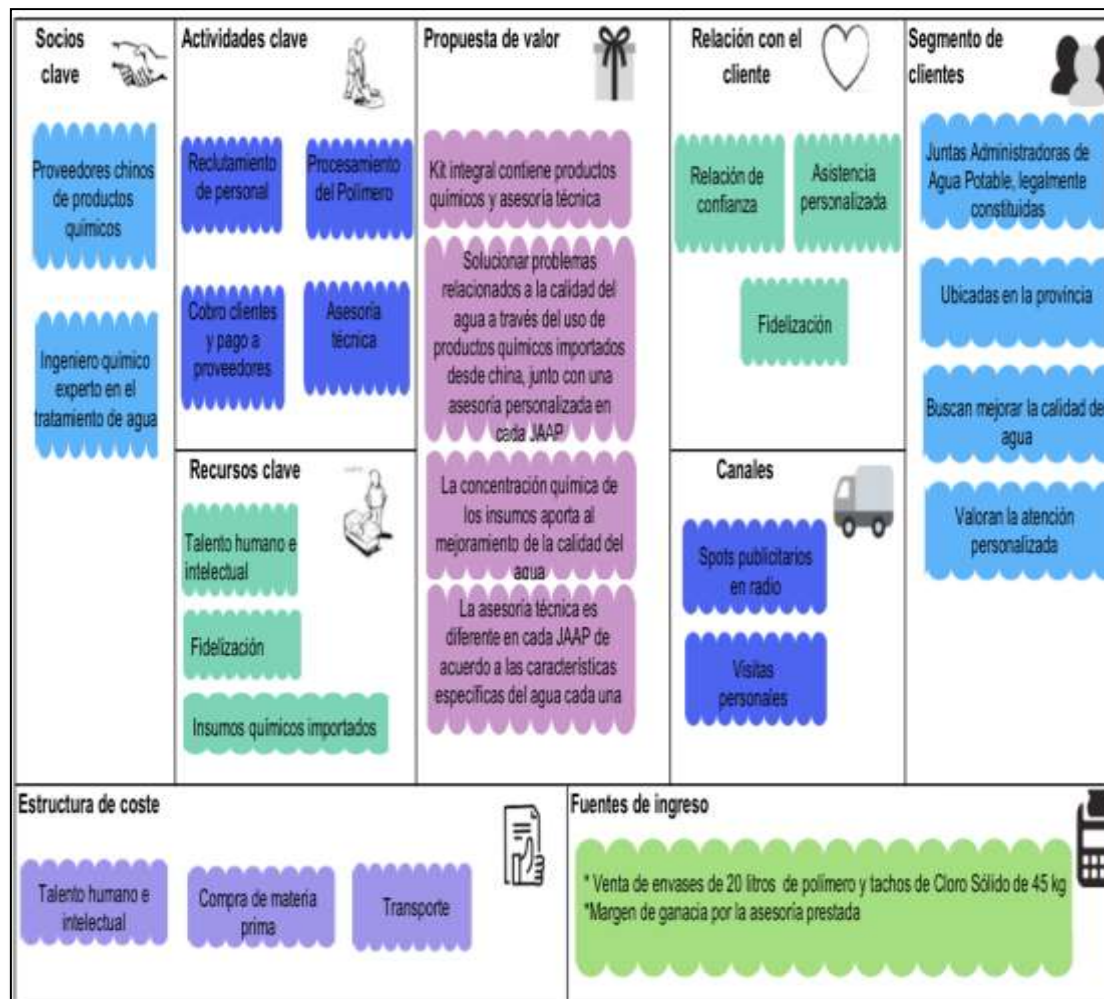 Socios
clave
Proveedores chinos
de productos
químicos
Ingeniero químico
experto en el
tratamiento de agua
Actividades clave
Reclutamiento
de personal
Procesamiento
del Polímero
Cobro clientes
y pago a
proveedores
Asesoría
técnica
Recursos clave
Talento humano e
intelectual
Fidelización
Insumos químicos importados
Propuesta de valor
Kit integral contiene productos
químicos y asesoría técnica
Solucionar problemas
relacionados a la calidad del
agua a través del uso de
productos químicos importados
desde china, junto con una
asesoría personalizada en
cada JAAP
La concentración química de
los insumos aporta al
mejoramiento de la calidad del
agua
La asesoría técnica es
diferente en cada JAAP de
acuerdo a las características
específicas del agua cada una
Relación con el
cliente
Relación de
confianza
Asistencia
personalizada
Fidelización
Canales
Spots publicitarios
en radio
Visitas
personales
Segmento de
clientes
Juntas Administradoras de
Agua Potable, legalmente
constituidas
Ubicadas en la provincia
Buscan mejorar la calidad del
agua
Valoran la atención
personalizada
Estructura de coste
Talento humano e
intelectual
Compra de materia
prima
Transporte
Fuentes de ingreso
* Venta de envases de 20 litros de polímero y tachos de Cloro Sólido de 45 kg
*Margen de ganacia por la asesoría prestada